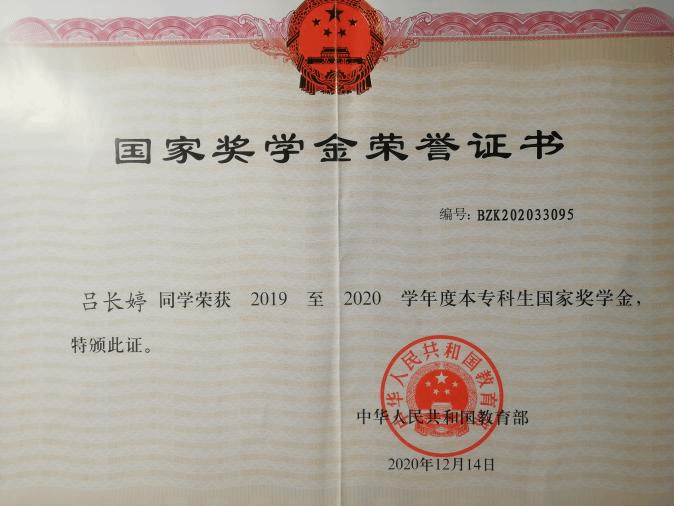 国家奖学金荣誉证书
编号: BZK202033095
吕长婷 同学荣获 2019 至 2020 学年度本专科生国家奖学金,
特颁此证。
中华人民共和国教育部
中华人民共和国教育部
2020年12月14日